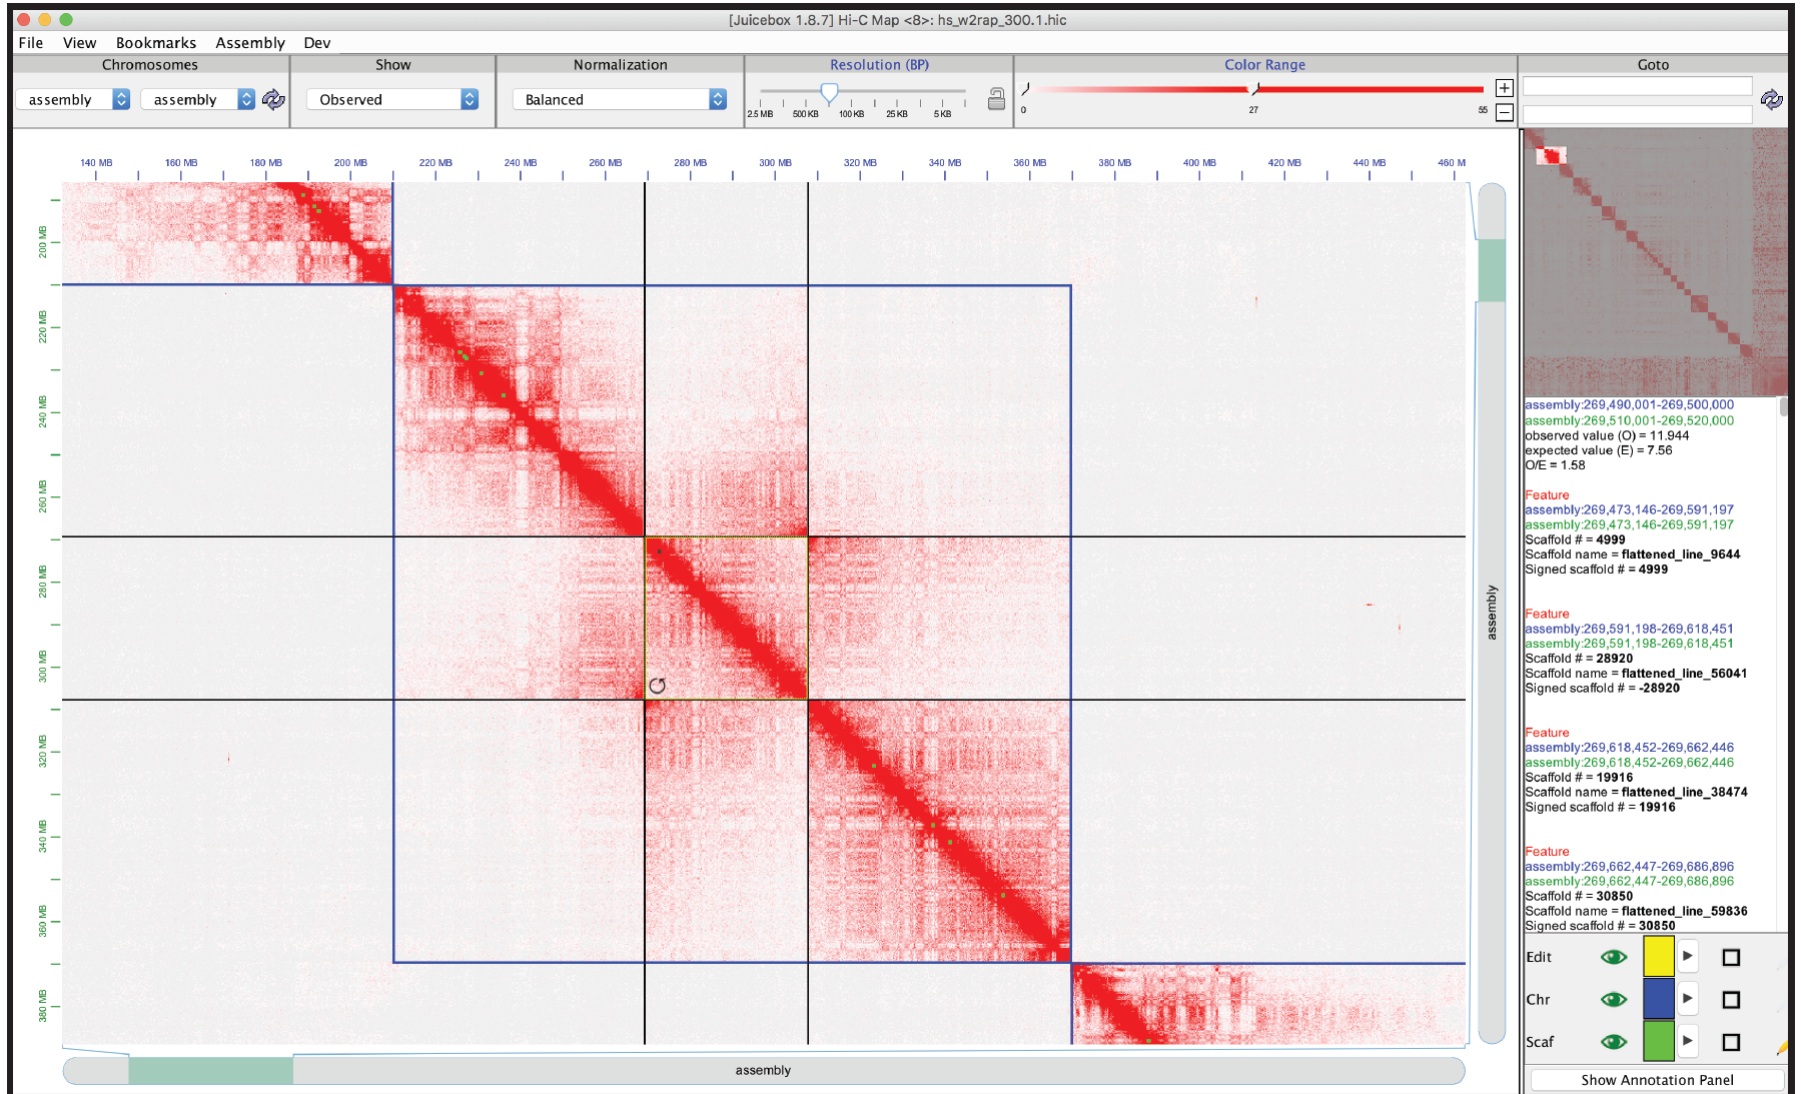 [Juicebox 1.8.7] Hi-C Map <8>: hs_w2rap_300.1.hic
File View Bookmarks Assembly Dev
Chromosomes Show Normalization Resolution (BP) Color Range Goto
assembly assembly Observed Balanced
2.5 MB 500 KB 100 KB 25 KB 5 KB
0 27 55
140 MB 160 MB 180 MB 200 MB 220 MB 240 MB 260 MB 280 MB 300 MB 320 MB 340 MB 360 MB 380 MB 400 MB 420 MB 440 MB 460 M
200 MB
220 MB
240 MB
260 MB
280 MB
300 MB
320 MB
340 MB
360 MB
380 MB
assembly
assembly
assembly:269,490,001-269,500,000
assembly:269,510,001-269,520,000
observed value (O) = 11.944
expected value (E) = 7.56
O/E = 1.58
Feature
assembly:269,473,146-269,591,197
assembly:269,473,146-269,591,197
Scaffold # = 4999
Scaffold name = flattened_line_9644
Signed scaffold # = 4999
Feature
assembly:269,591,198-269,618,451
assembly:269,591,198-269,618,451
Scaffold # = 28920
Scaffold name = flattened_line_56041
Signed scaffold # = -28920
Feature
assembly:269,618,452-269,662,446
assembly:269,618,452-269,662,446
Scaffold # = 19916
Scaffold name = flattened_line_38474
Signed scaffold # = 19916
Feature
assembly:269,662,447-269,686,896
assembly:269,662,447-269,686,896
Scaffold # = 30850
Scaffold name = flattened_line_59836
Signed scaffold # = 30850
Edit
Chr
Scaf
Show Annotation Panel